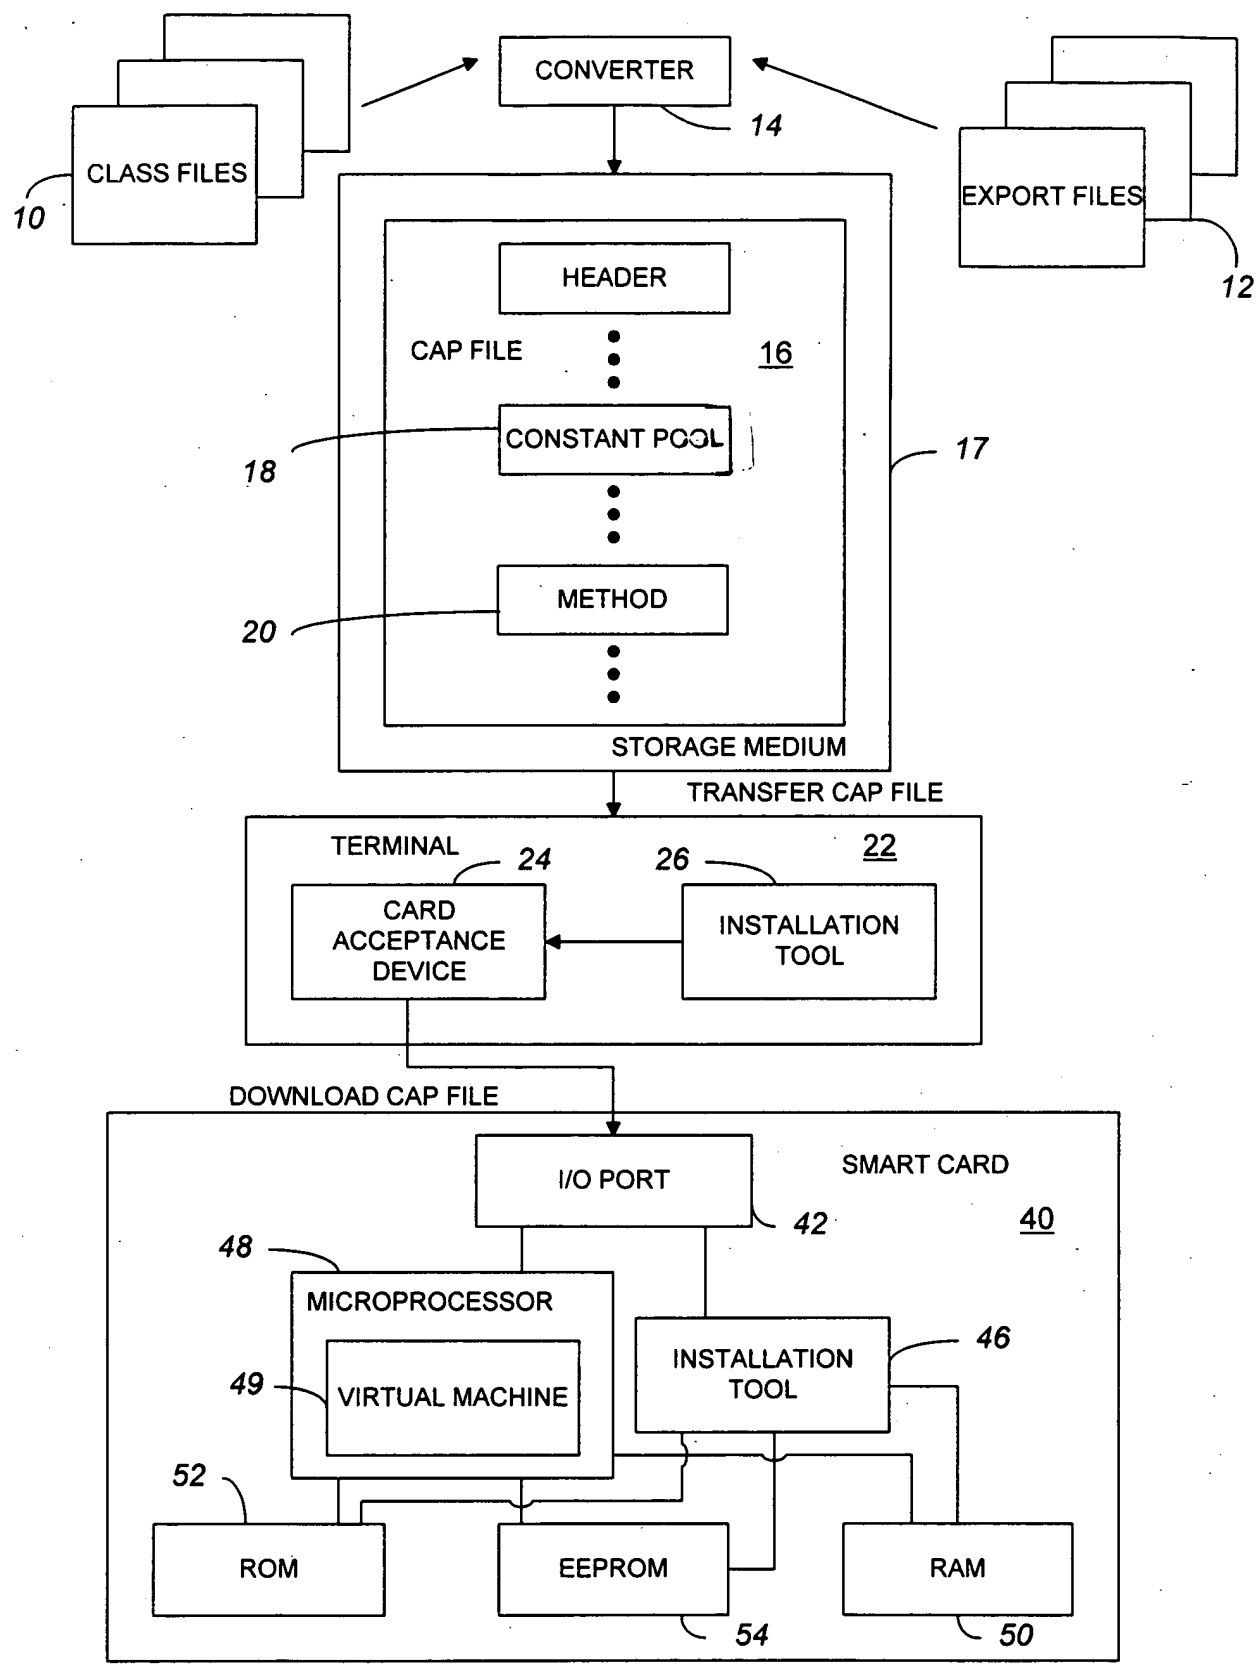 CONVERTER
14
CLASS FILES
10
EXPORT FILES
12
HEADER
CAP FILE
16
CONSTANT POOL
18
17
METHOD
20
STORAGE MEDIUM
TRANSFER CAP FILE
TERMINAL
22
24
26
CARD
ACCEPTANCE
DEVICE
INSTALLATION
TOOL
DOWNLOAD CAP FILE
I/O PORT
SMART CARD
42
40
48
MICROPROCESSOR
46
INSTALLATION
TOOL
49
VIRTUAL MACHINE
52
ROM
EEPROM
RAM
54
50